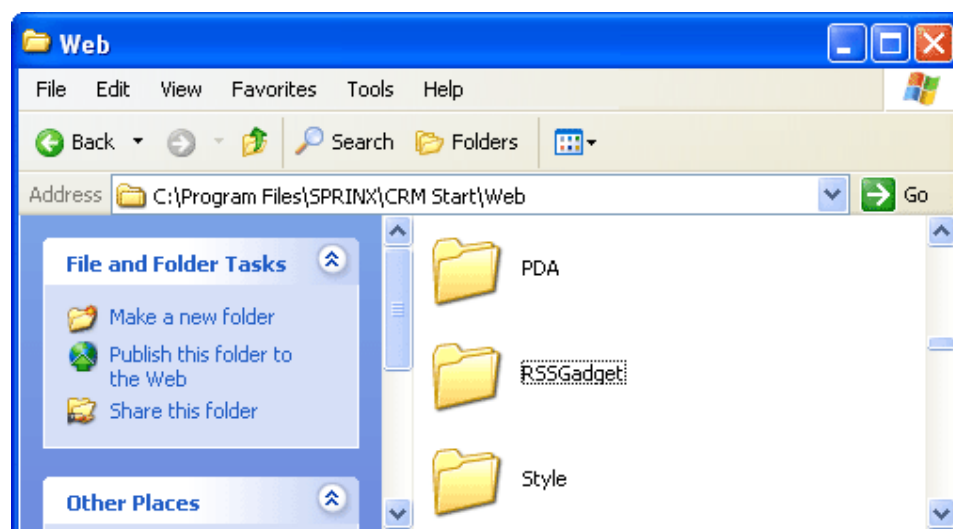 Web
File Edit View Favorites Tools Help
Back Search Folders
Address C:\Program Files\SPRINX\CRM Start\Web Go
File and Folder Tasks
Make a new folder
Publish this folder to
the Web
Share this folder
Other Places
PDA
RSSGadget
Style